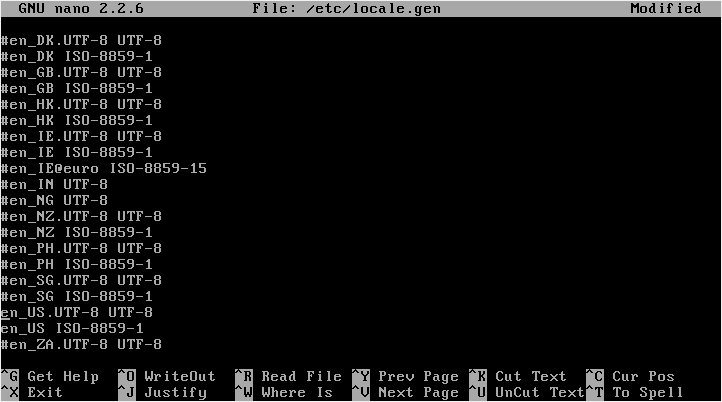 GNU nano 2.2.6 File: /etc/locale.gen Modified
#en_DK.UTF-8 UTF-8
#en_DK ISO-8859-1
#en_GB.UTF-8 UTF-8
#en_GB ISO-8859-1
#en_HK.UTF-8 UTF-8
#en_HK ISO-8859-1
#en_IE.UTF-8 UTF-8
#en_IE ISO-8859-1
#en_IE@euro ISO-8859-15
#en_IN UTF-8
#en_NG UTF-8
#en_NZ.UTF-8 UTF-8
#en_NZ ISO-8859-1
#en_PH.UTF-8 UTF-8
#en_PH ISO-8859-1
#en_SG.UTF-8 UTF-8
#en_SG ISO-8859-1
en_US.UTF-8 UTF-8
en_US ISO-8859-1
#en_ZA.UTF-8 UTF-8
^G Get Help ^O WriteOut ^R Read File ^Y Prev Page ^K Cut Text ^C Cur Pos
^X Exit ^J Justify ^W Where Is ^V Next Page ^U UnCut Text ^T To Spell